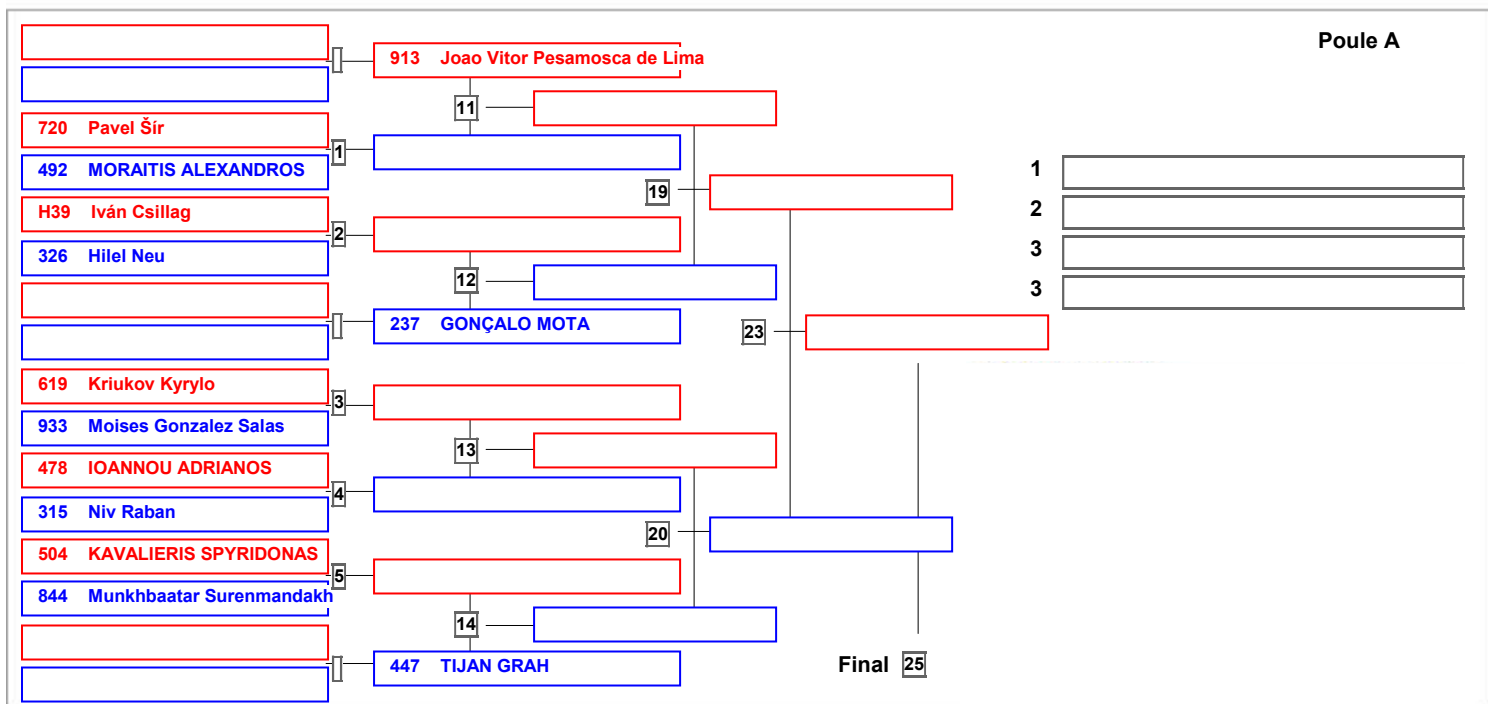 Poule A
913 Joao Vitor Pesamosca de Lima
11
720 Pavel Šír
1
492 MORAITIS ALEXANDROS
1
19
H39 Iván Csillag
2
2
326 Hilel Neu
12
3
3
237 GONÇALO MOTA
23
619 Kriukov Kyrylo
3
933 Moises Gonzalez Salas
13
478 IOANNOU ADRIANOS
4
315 Niv Raban
20
504 KAVALIERIS SPYRIDONAS
5
844 Munkhbaatar Surenmandakh
14
447 TIJAN GRAH
Final 25